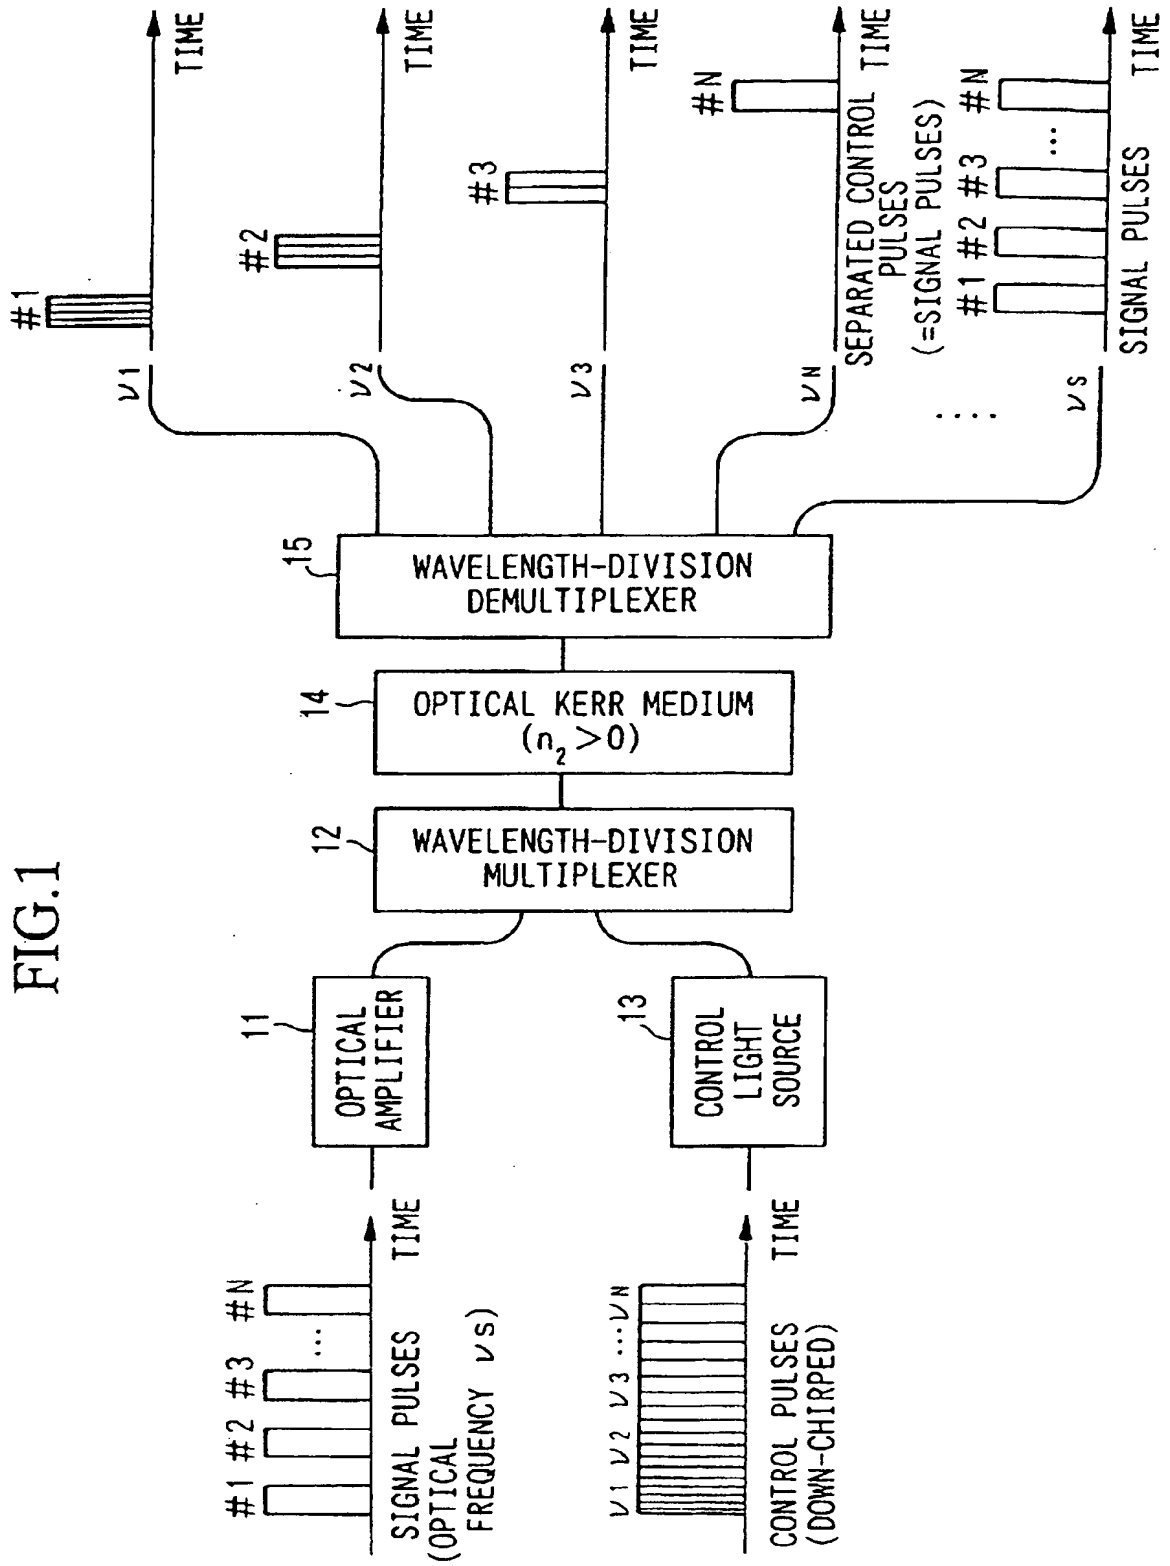 FIG.1
#1
#2
#3
...
#N
TIME
SIGNAL PULSES
(OPTICAL
FREQUENCY νs)
ν1
ν2
ν3
...
νN
TIME
CONTROL PULSES
(DOWN-CHIRPED)
11
OPTICAL
AMPLIFIER
13
CONTROL
LIGHT
SOURCE
12
WAVELENGTH-DIVISION
MULTIPLEXER
14
OPTICAL KERR MEDIUM
(n2>0)
15
WAVELENGTH-DIVISION
DEMULTIPLEXER
ν1
#1
TIME
ν2
#2
TIME
ν3
#3
TIME
νN
#N
TIME
SEPARATED CONTROL
PULSES
(=SIGNAL PULSES)
....
νS
#1
#2
#3
...
#N
TIME
SIGNAL PULSES